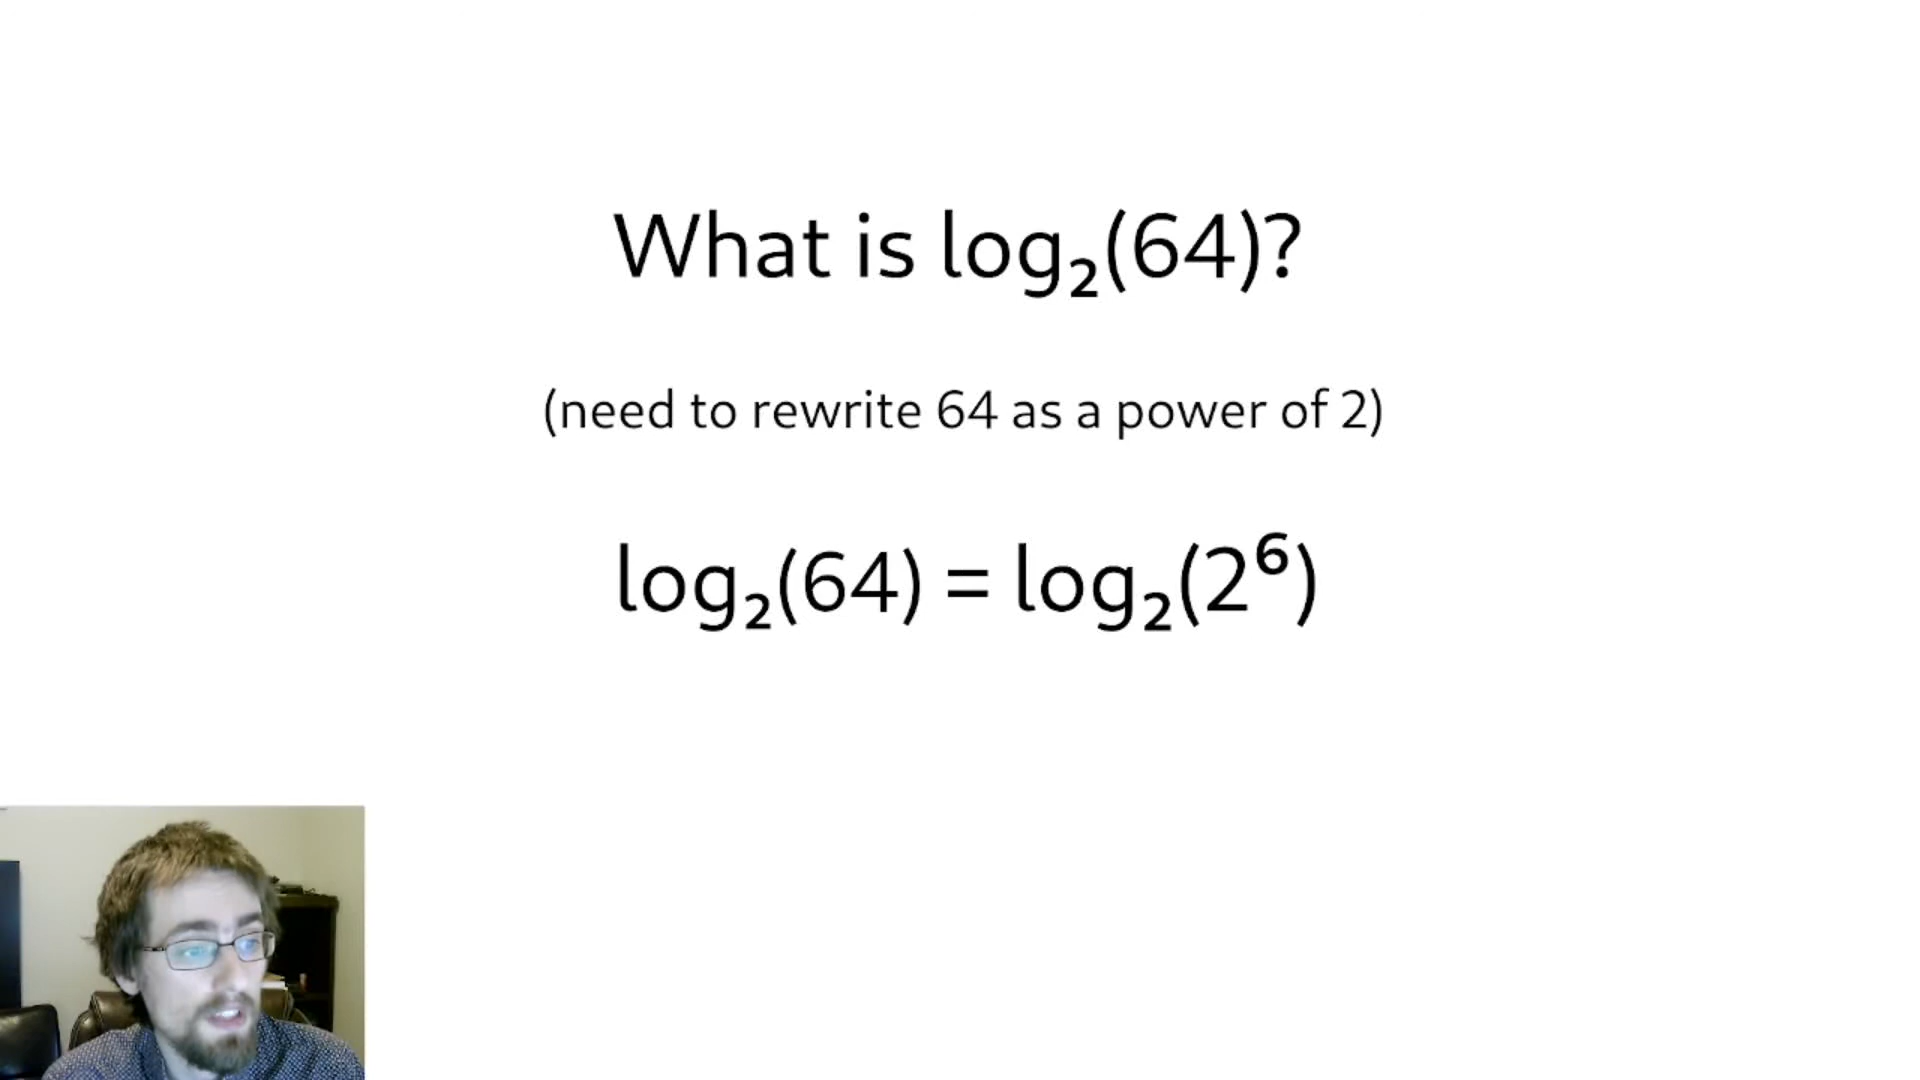 What is log₂(64)?
(need to rewrite 64 as a power of 2)
log₂(64) = log₂(2⁶)